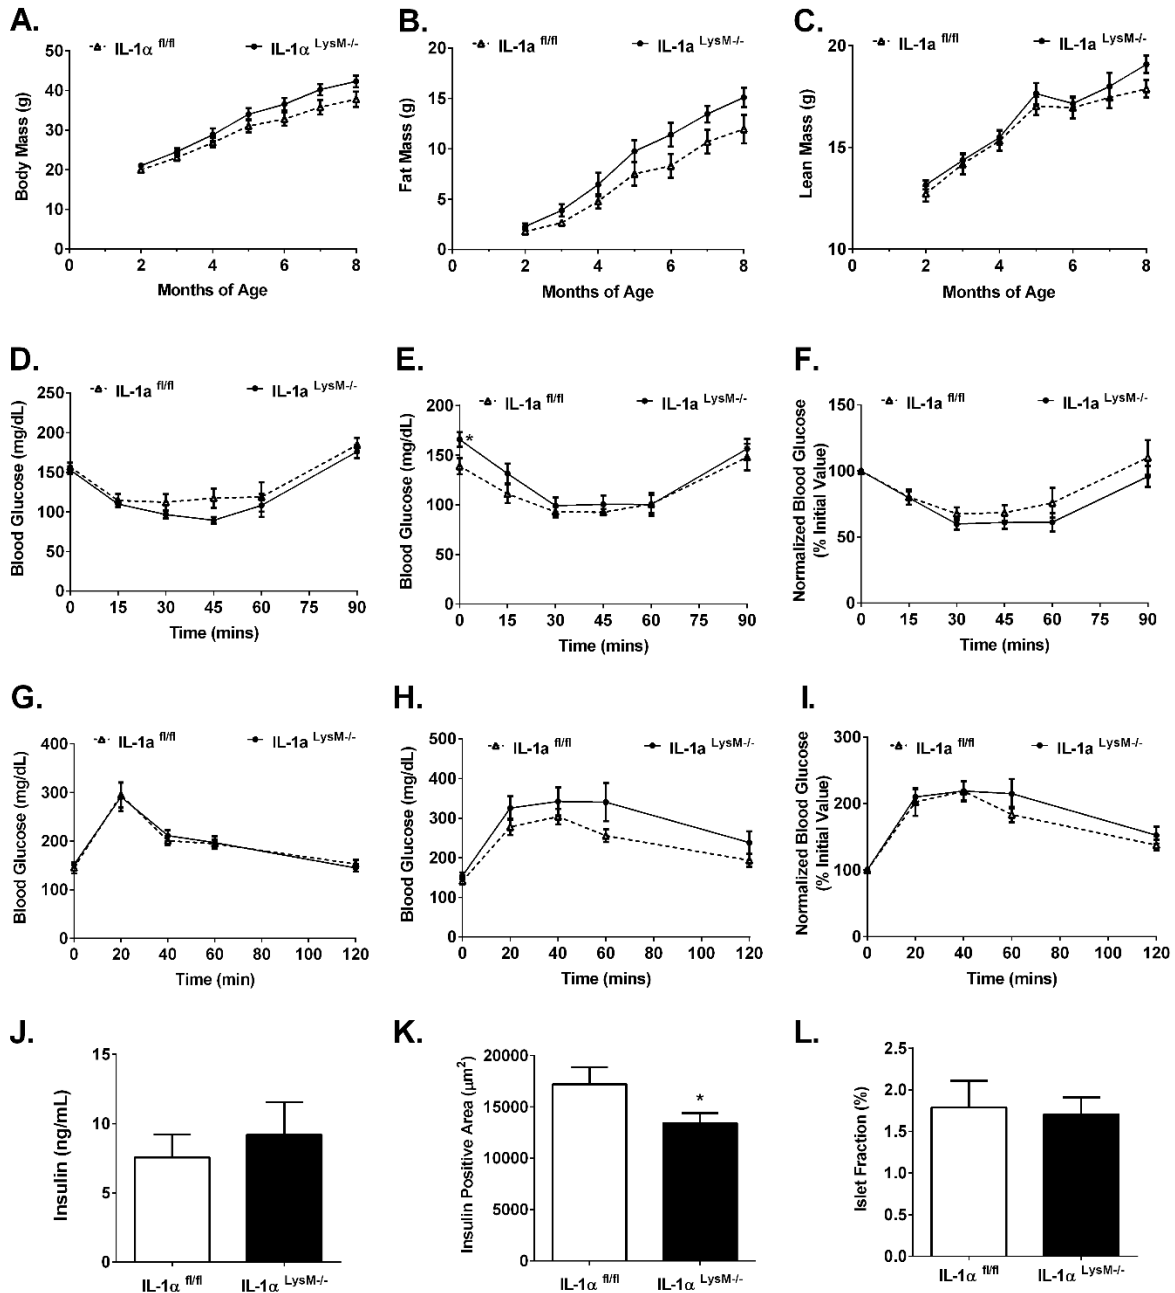 A.
IL-1α fl/fl
IL-1α LysM-/-
Body Mass (g)
50
40
30
20
10
0
0 2 4 6 8
Months of Age
B.
IL-1a fl/fl
IL-1a LysM-/-
Fat Mass (g)
20
15
10
5
0
0 2 4 6 8
Months of Age
C.
IL-1a fl/fl
IL-1a LysM-/-
Lean Mass (g)
20
15
10
0 2 4 6 8
Months of Age
D.
IL-1a fl/fl
IL-1a LysM-/-
Blood Glucose (mg/dL)
250
200
150
100
50
0
0 15 30 45 60 75 90
Time (mins)
E.
IL-1a fl/fl
IL-1a LysM-/-
Blood Glucose (mg/dL)
200
150
100
50
0
*
0 15 30 45 60 75 90
Time (mins)
F.
IL-1a fl/fl
IL-1a LysM-/-
Normalized Blood Glucose
(% Initial Value)
150
100
50
0
0 15 30 45 60 75 90
Time (mins)
G.
IL-1a fl/fl
IL-1a LysM-/-
Blood Glucose (mg/dL)
400
300
200
100
0
0 20 40 60 80 100 120
Time (min)
H.
IL-1a fl/fl
IL-1a LysM-/-
Blood Glucose (mg/dL)
500
400
300
200
100
0
0 20 40 60 80 100 120
Time (mins)
I.
IL-1a fl/fl
IL-1a LysM-/-
Normalized Blood Glucose
(% Initial Value)
300
200
100
0
0 20 40 60 80 100 120
Time (mins)
J.
Insulin (ng/mL)
15
10
5
0
IL-1α fl/fl
IL-1α LysM-/-
K.
Insulin Positive Area (μm2)
20000
15000
10000
5000
0
*
IL-1α fl/fl
IL-1α LysM-/-
L.
Islet Fraction (%)
2.5
2.0
1.5
1.0
0.5
0.0
IL-1α fl/fl
IL-1α LysM-/-